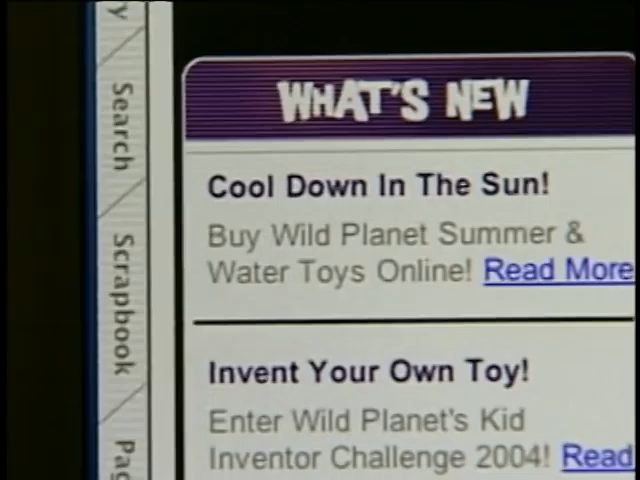 Search
Scrapbook
WHAT'S NEW
Cool Down In The Sun!
Buy Wild Planet Summer &
Water Toys Online! Read More
Invent Your Own Toy!
Enter Wild Planet's Kid
Inventor Challenge 2004! Read